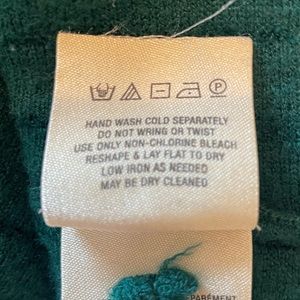 HAND WASH COLD SEPARATELY
DO NOT WRING OR TWIST
USE ONLY NON-CHLORINE BLEACH
RESHAPE & LAY FLAT TO DRY
LOW IRON AS NEEDED
MAY BE DRY CLEANED
PAREMENT